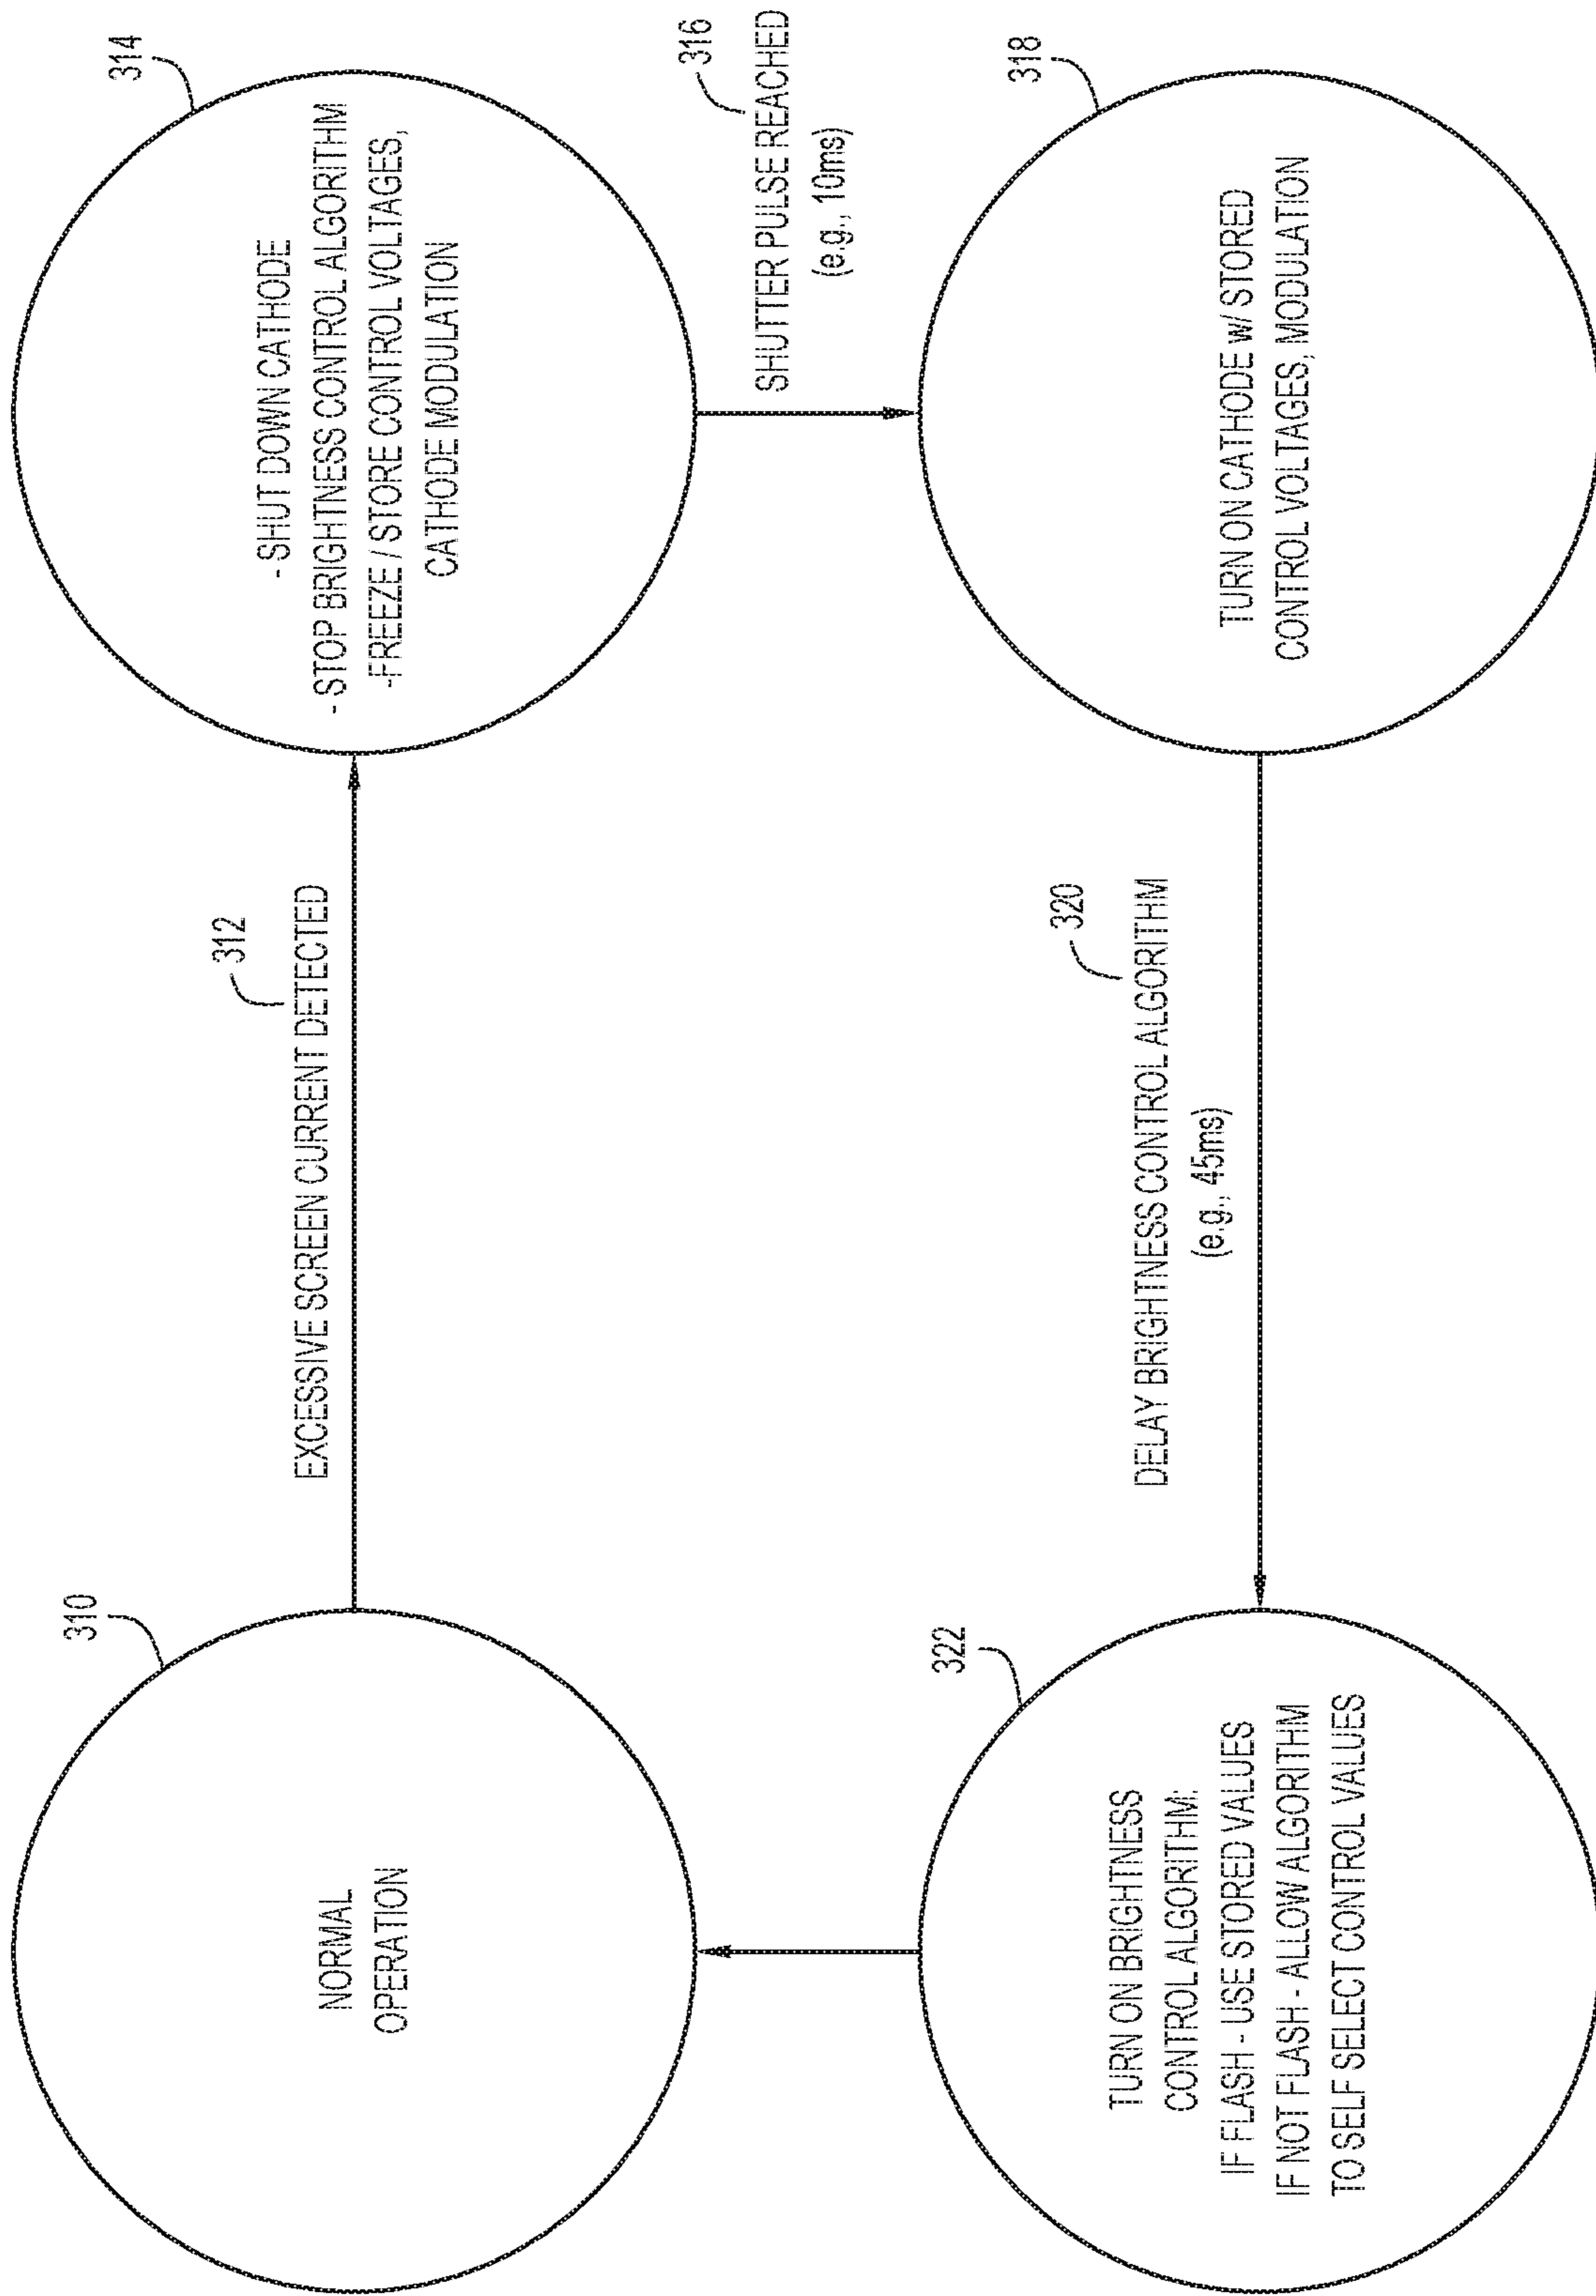 310
NORMAL
OPERATION
312
EXCESSIVE SCREEN CURRENT DETECTED
314
- SHUT DOWN CATHODE
- STOP BRIGHTNESS CONTROL ALGORITHM
-FREEZE / STORE CONTROL VOLTAGES,
CATHODE MODULATION
316
SHUTTER PULSE REACHED
(e.g., 10ms)
318
TURN ON CATHODE w/ STORED
CONTROL VOLTAGES, MODULATION
320
DELAY BRIGHTNESS CONTROL ALGORITHM
(e.g., 45ms)
322
TURN ON BRIGHTNESS
CONTROL ALGORITHM:
IF FLASH - USE STORED VALUES
IF NOT FLASH - ALLOW ALGORITHM
TO SELF SELECT CONTROL VALUES